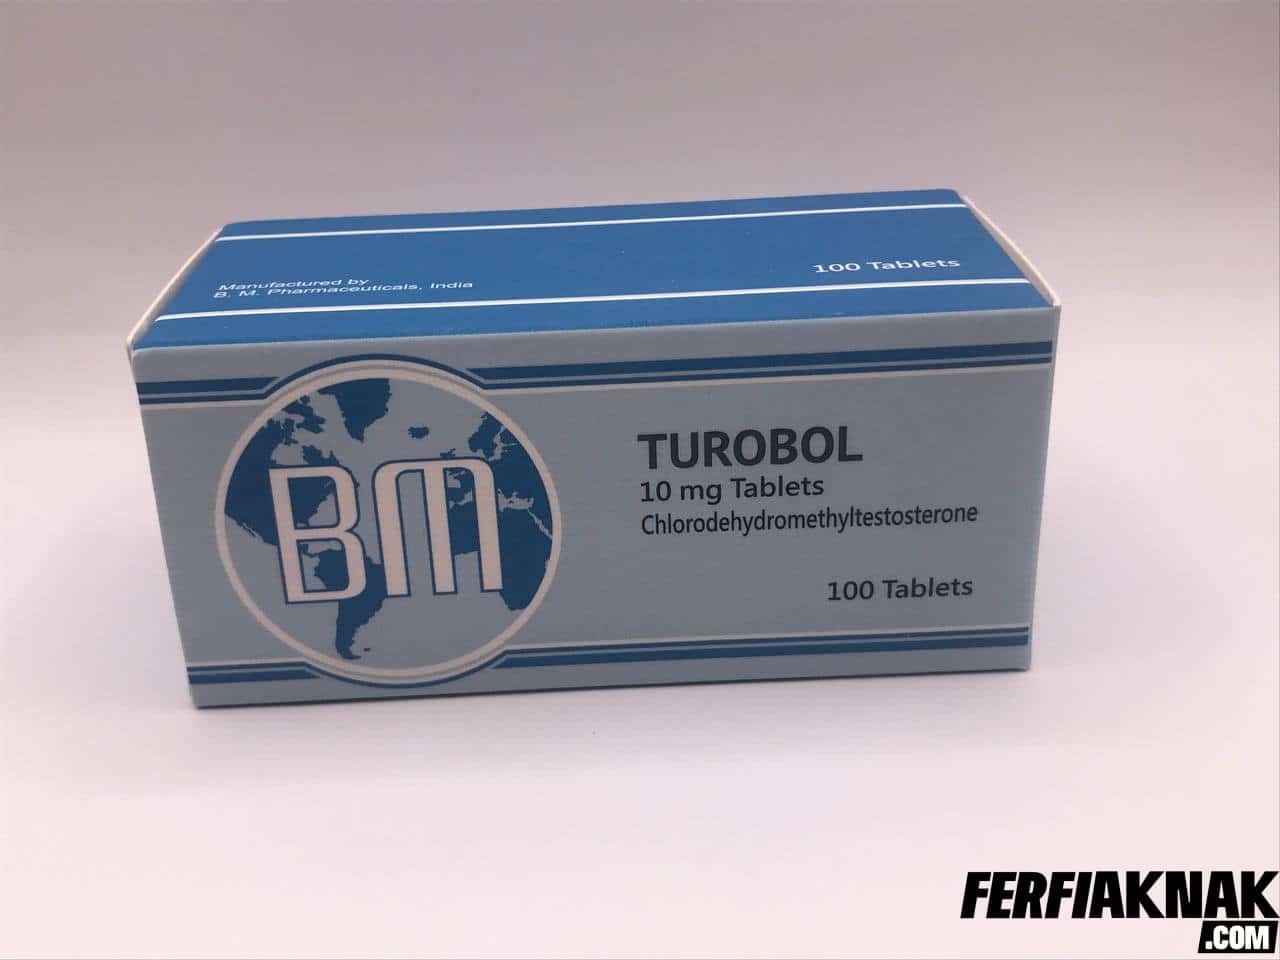 Manufactured by
B. M. Pharmaceuticals, India
100 Tablets
BM
TUROBOL
10 mg Tablets
Chlorodehydromethyltestosterone
100 Tablets
FERFIAKNAK
.COM